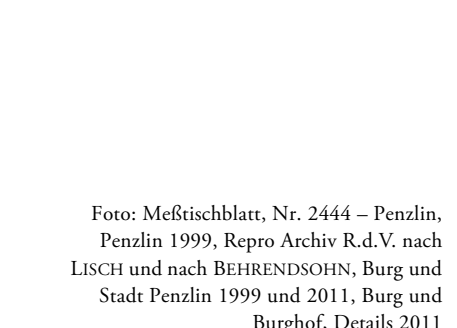 Foto: Meßtischblatt, Nr. 2444 – Penzlin,
Penzlin 1999, Repro Archiv R.d.V. nach
LISCH und nach BEHRENDSOHN, Burg und
Stadt Penzlin 1999 und 2011, Burg und
Burghof, Details 2011